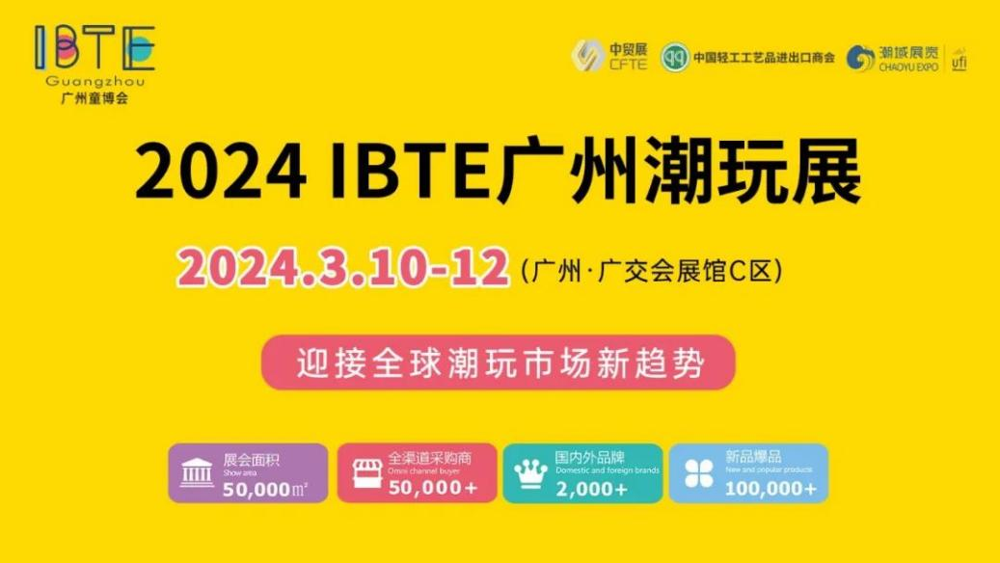 IBTE
Guangzhou
广州童博会
中贸展
CFTE
中国轻工工艺品进出口商会
潮域展览
CHAOYU EXPO
ufi
2024 IBTE广州潮玩展
2024.3.10-12 (广州·广交会展馆C区)
迎接全球潮玩市场新趋势
展会面积
Show area
50,000㎡
全渠道采购商
Omni channel buyer
50,000+
国内外品牌
Domestic and foreign brands
2,000+
新品爆品
New and popular products
100,000+